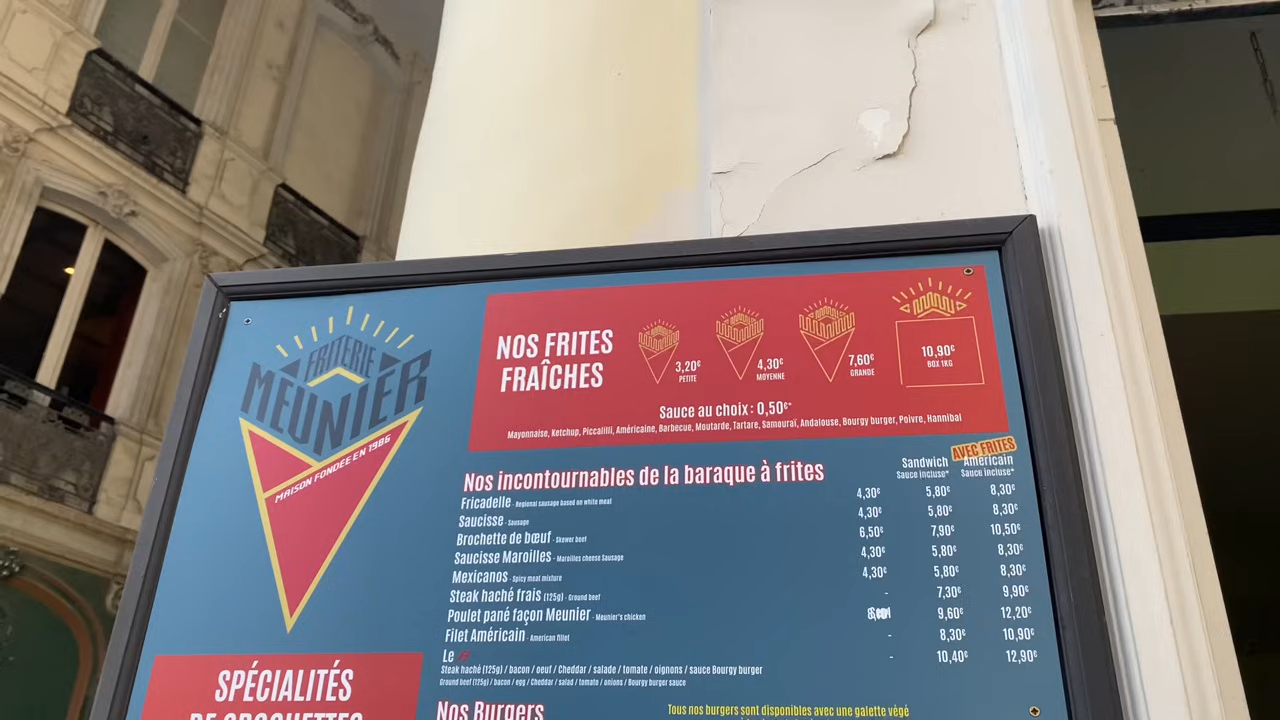 FRITERIE
MEUNIER
MAISON FONDÉE EN 1986
NOS FRITES
FRAÎCHES
3,20€
PETITE
4,30€
MOYENNE
7,60€
GRANDE
10,90€
BOX 1KG
Sauce au choix : 0,50€*
Mayonnaise, Ketchup, Piccalilli, Américaine, Barbecue, Moutarde, Tartare, Samouraï, Andalouse, Bourgy burger, Poivre, Hannibal
AVEC FRITES
Nos incontournables de la baraque à frites
Sandwich Américain
Sauce incluse* Sauce incluse*
Fricadelle - Regional sausage based on white meat 4,30€ 5,80€ 8,30€
Saucisse - Sausage 4,30€ 5,80€ 8,30€
Brochette de bœuf - Skewer beef 6,50€ 7,90€ 10,50€
Saucisse Maroilles - Maroilles cheese Sausage 4,30€ 5,80€ 8,30€
Mexicanos - Spicy meat mixture 4,30€ 5,80€ 8,30€
Steak haché frais (125g) - Ground beef - 7,30€ 9,90€
Poulet pané façon Meunier - Meunier's chicken 9,60€ 12,20€
Filet Américain - American fillet - 8,30€ 10,90€
Le - 10,40€ 12,90€
Steak haché (125g) / bacon / oeuf / Cheddar / salade / tomate / oignons / sauce Bourgy burger
Ground beef (125g) / bacon / egg / Cheddar / salad / tomato / onions / Bourgy burger sauce
SPÉCIALITÉS
DE CROQUETTES
Nos Burgers
Tous nos burgers sont disponibles avec une galette végé